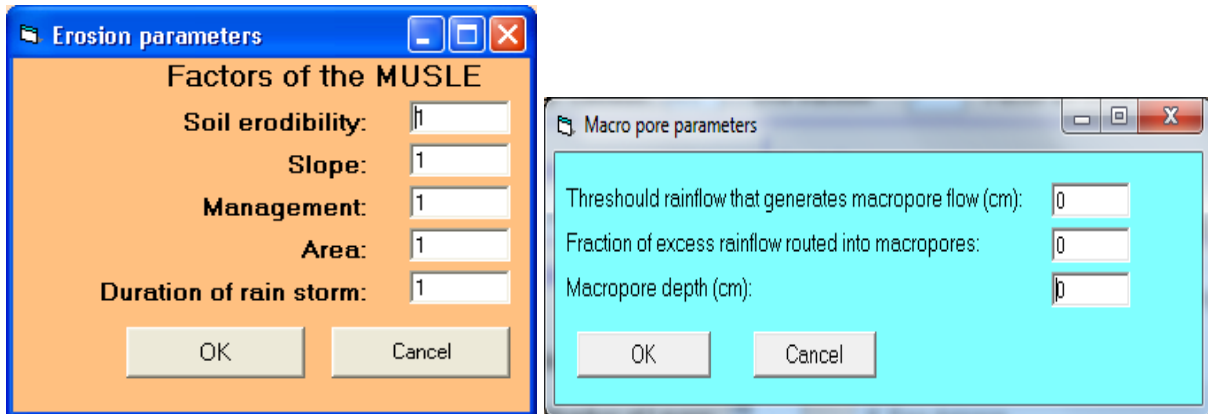 Erosion parameters
Factors of the MUSLE
Soil erodibility: 1
Slope: 1
Management: 1
Area: 1
Duration of rain storm: 1
OK Cancel
Macro pore parameters
Threshould rainflow that generates macropore flow (cm): 0
Fraction of excess rainflow routed into macropores: 0
Macropore depth (cm): 0
OK Cancel